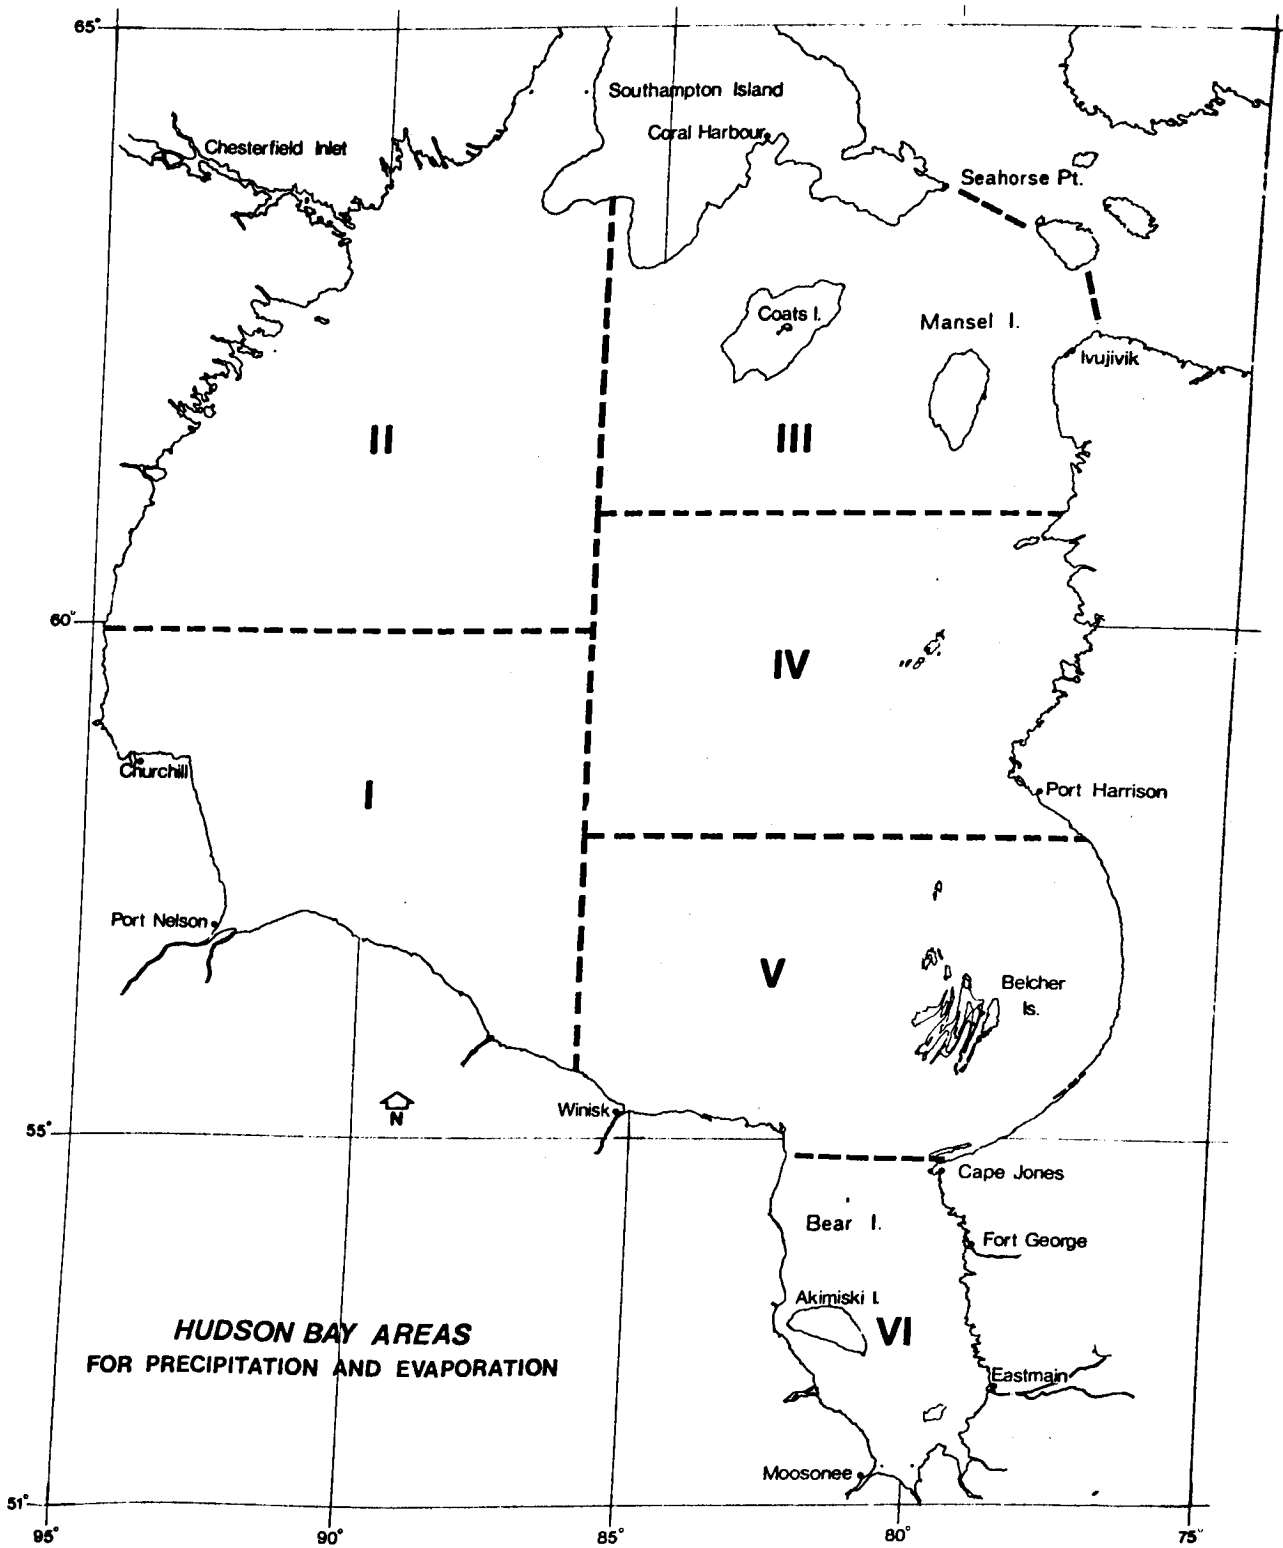 65°
Southampton Island
Coral Harbour
Chesterfield Inlet
Seahorse Pt.
Coats I.
Mansel I.
Ivujivik
II
III
60°
IV
Churchill
I
Port Harrison
Port Nelson
V
Belcher
Is.
N
Winisk
55°
Cape Jones
Bear I.
Fort George
Akimiski I.
VI
HUDSON BAY AREAS
FOR PRECIPITATION AND EVAPORATION
Eastmain
Moosonee
51°
95° 90° 85° 80° 75°